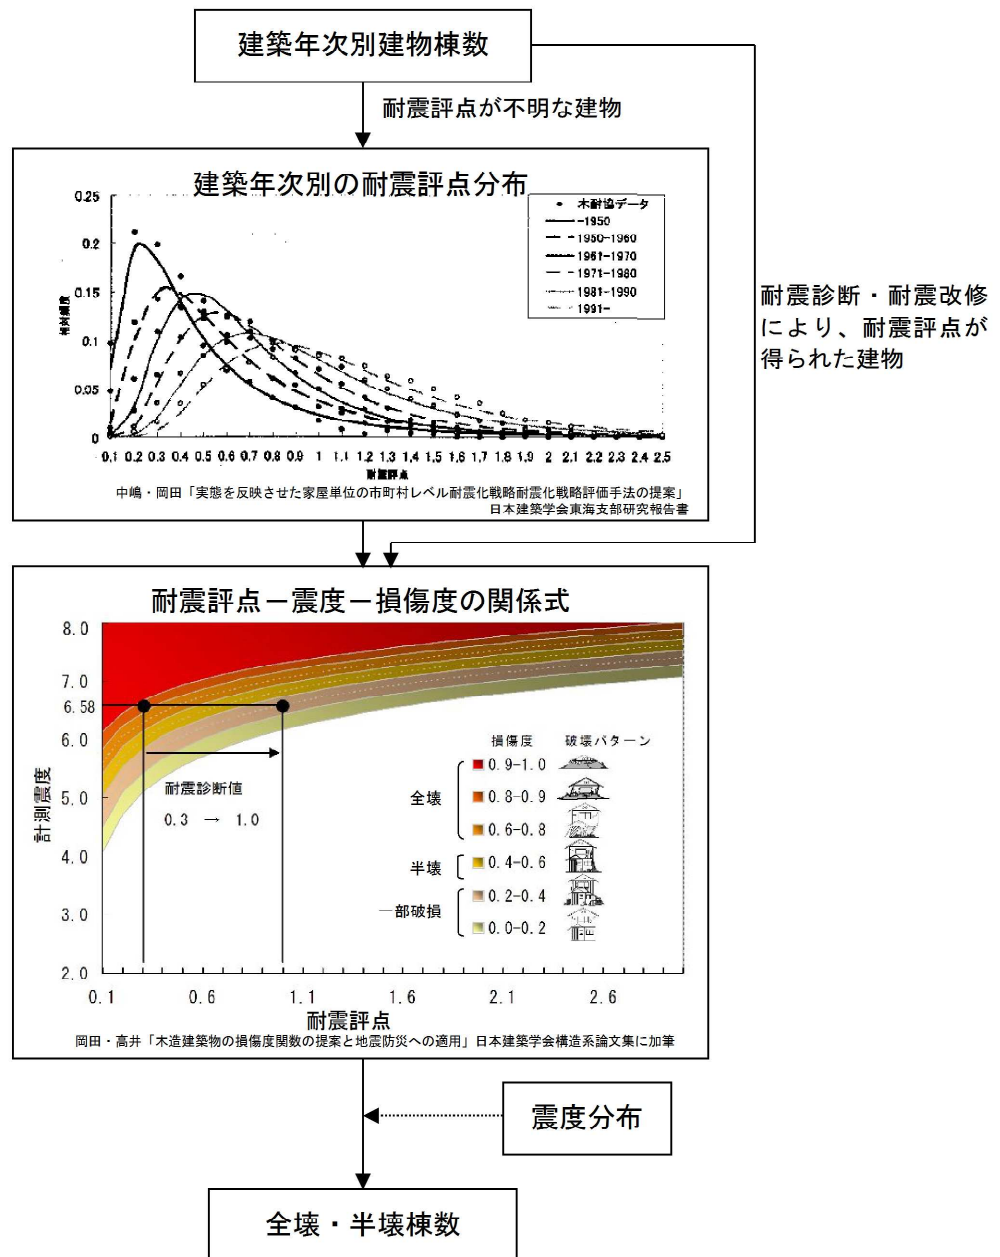 建築年次別建物棟数
耐震評点が不明な建物
建築年次別の耐震評点分布
0.25
0.2
0.15
0.1
0.05
0
相対頻度
木耐協データ
-1950
1950-1960
1961-1970
1971-1980
1981-1990
1991-
0.1 0.2 0.3 0.4 0.5 0.6 0.7 0.8 0.9 1 1.1 1.2 1.3 1.4 1.5 1.6 1.7 1.8 1.9 2 2.1 2.2 2.3 2.4 2.5
耐震評点
中嶋・岡田「実態を反映させた家屋単位の市町村レベル耐震化戦略耐震化戦略評価手法の提案」
日本建築学会東海支部研究報告書
耐震診断・耐震改修
により、耐震評点が
得られた建物
耐震評点－震度－損傷度の関係式
8.0
7.0
6.58
6.0
5.0
4.0
3.0
2.0
計測震度
耐震診断値
0.3 → 1.0
損傷度 破壊パターン
全壊
0.9-1.0
0.8-0.9
0.6-0.8
半壊
0.4-0.6
一部破損
0.2-0.4
0.0-0.2
0.1 0.6 1.1 1.6 2.1 2.6
耐震評点
岡田・高井「木造建築物の損傷度関数の提案と地震防災への適用」日本建築学会構造系論文集に加筆
震度分布
全壊・半壊棟数